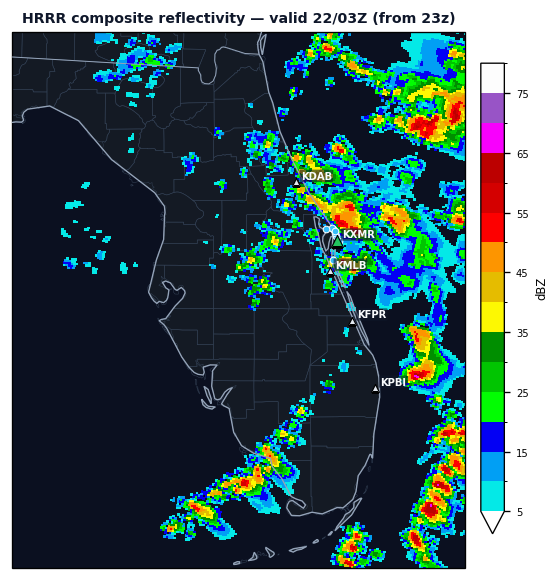 HRRR composite reflectivity — valid 22/03Z (from 23z)
KDAB
KXMR
KMLB
KFPR
KPBI
75
65
55
45
35
25
15
5
dBZ